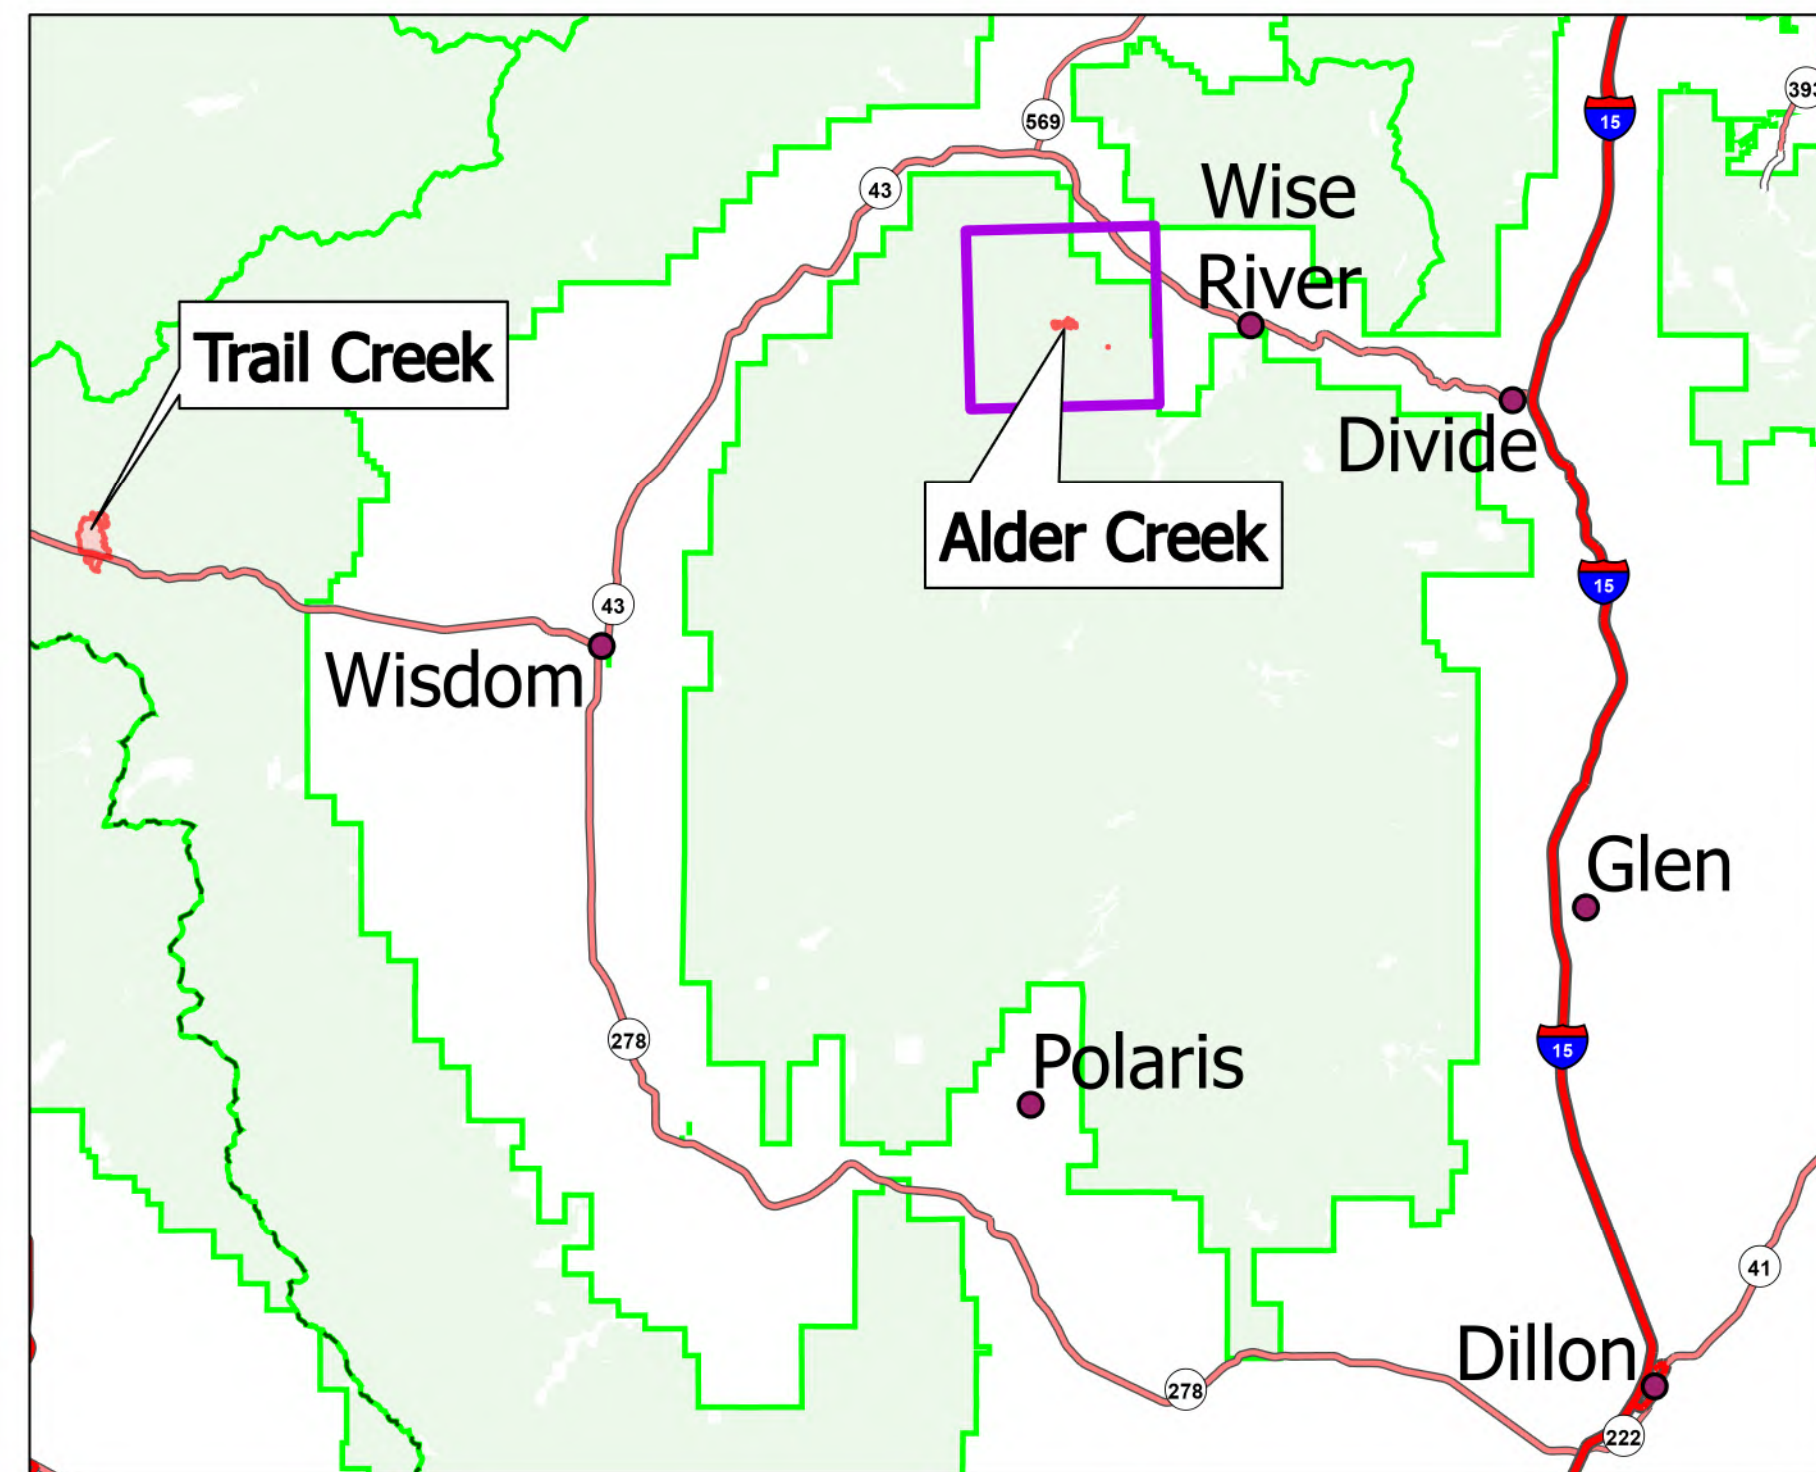 15
393
569
43
Wise
River
Trail Creek
Divide
Alder Creek
15
43
Wisdom
Glen
278
Polaris
15
41
Dillon
278
222